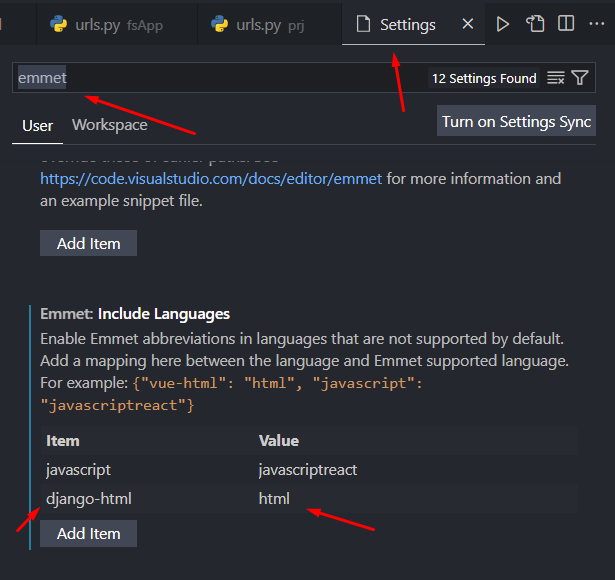 urls.py fsApp
urls.py prj
Settings
emmet
12 Settings Found
User
Workspace
Turn on Settings Sync
https://code.visualstudio.com/docs/editor/emmet for more information and
an example snippet file.
Add Item
Emmet: Include Languages
Enable Emmet abbreviations in languages that are not supported by default.
Add a mapping here between the language and Emmet supported language.
For example: {"vue-html": "html", "javascript":
"javascriptreact"}
Item Value
javascript javascriptreact
django-html html
Add Item